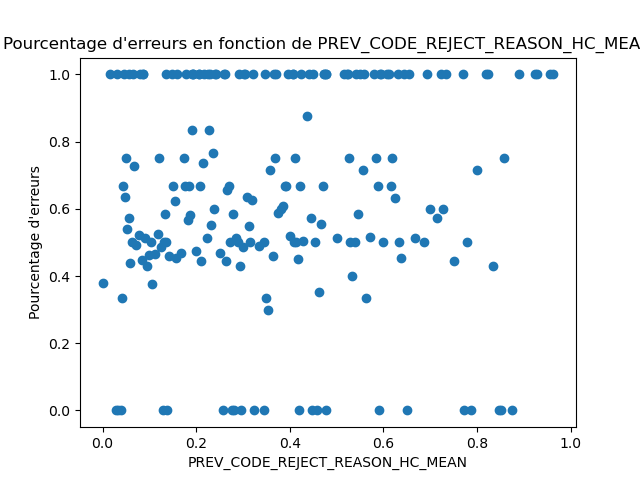 Pourcentage d'erreurs en fonction de PREV_CODE_REJECT_REASON_HC_MEA
1.0
0.8
0.6
0.4
0.2
0.0
Pourcentage d'erreurs
0.0 0.2 0.4 0.6 0.8 1.0
PREV_CODE_REJECT_REASON_HC_MEAN